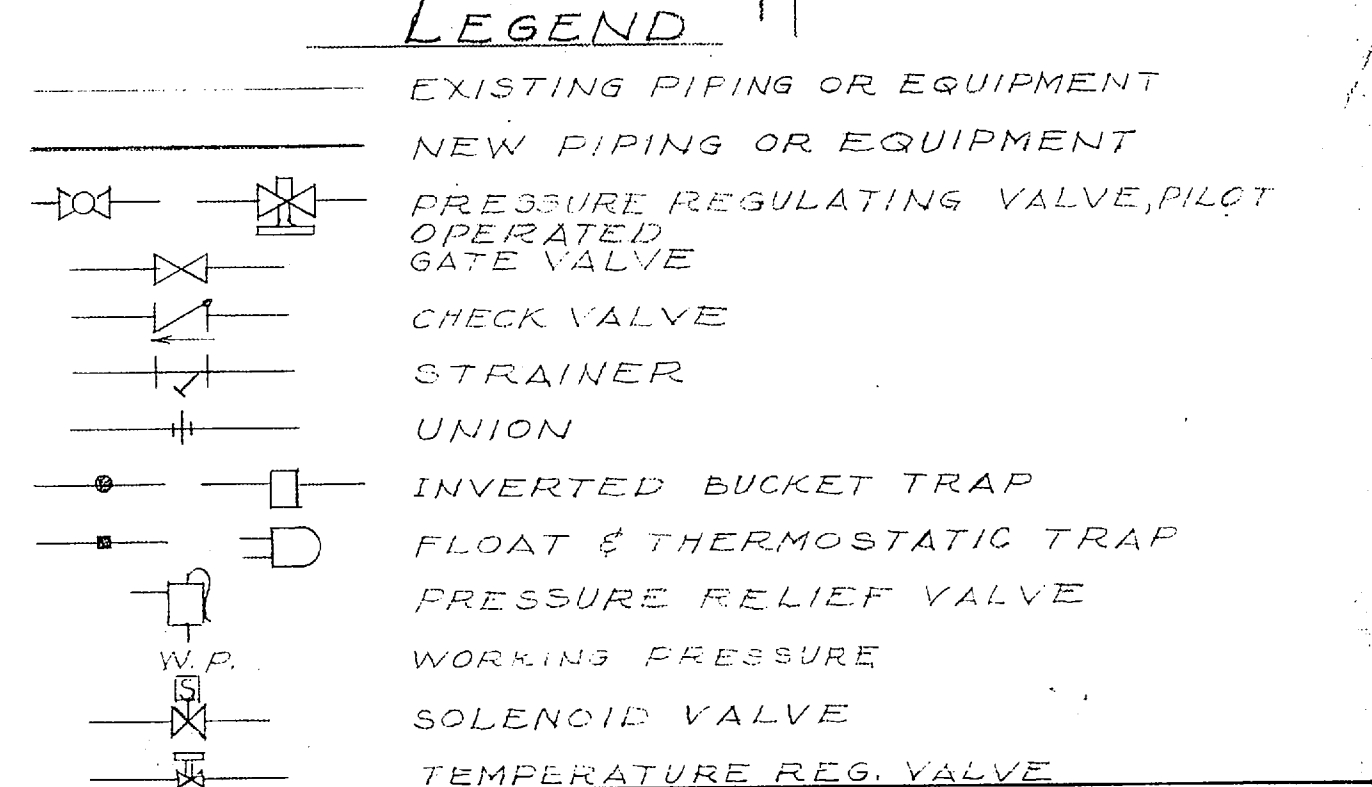 LEGEND
EXISTING PIPING OR EQUIPMENT
NEW PIPING OR EQUIPMENT
PRESSURE REGULATING VALVE, PILOT
OPERATED
GATE VALVE
CHECK VALVE
STRAINER
UNION
INVERTED BUCKET TRAP
FLOAT & THERMOSTATIC TRAP
PRESSURE RELIEF VALVE
W.P. WORKING PRESSURE
S SOLENOID VALVE
TEMPERATURE REG. VALVE